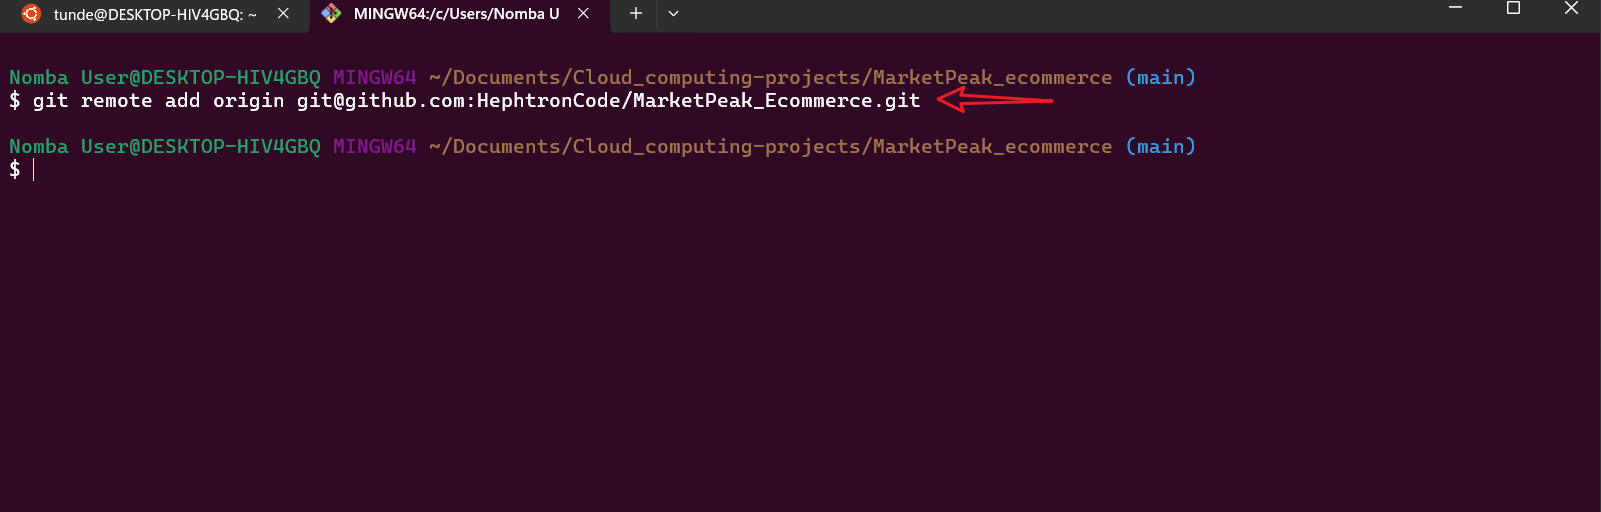 tunde@DESKTOP-HIV4GBQ: ~
MINGW64:/c/Users/Nomba U
Nomba User@DESKTOP-HIV4GBQ MINGW64 ~/Documents/Cloud_computing-projects/MarketPeak_ecommerce (main)
$ git remote add origin git@github.com:HephtronCode/MarketPeak_Ecommerce.git
Nomba User@DESKTOP-HIV4GBQ MINGW64 ~/Documents/Cloud_computing-projects/MarketPeak_ecommerce (main)
$